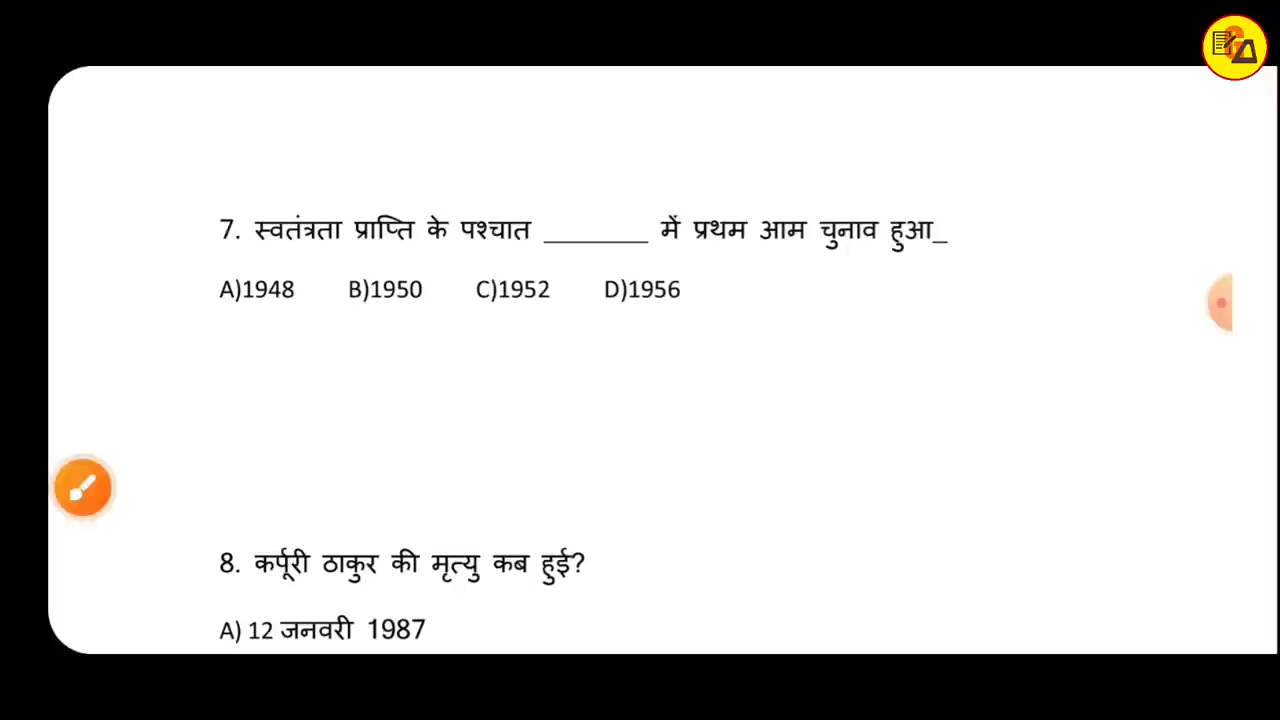 7. स्वतंत्रता प्राप्ति के पश्चात ________ में प्रथम आम चुनाव हुआ_
A)1948 B)1950 C)1952 D)1956
8. कर्पूरी ठाकुर की मृत्यु कब हुई?
A) 12 जनवरी 1987